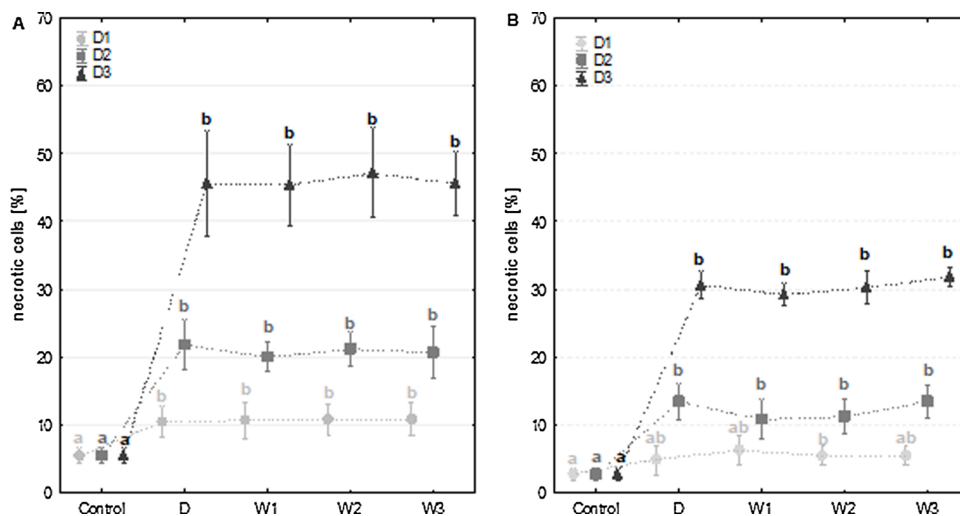 A
D1
D2
D3
necrotic cells [%]
70
60
50
40
30
20
10
0
b b b b
b b b b
b b b b
a a a
Control D W1 W2 W3
B
D1
D2
D3
necrotic cells [%]
70
60
50
40
30
20
10
0
b b b b
b b b b
ab ab b ab
a a a
Control D W1 W2 W3